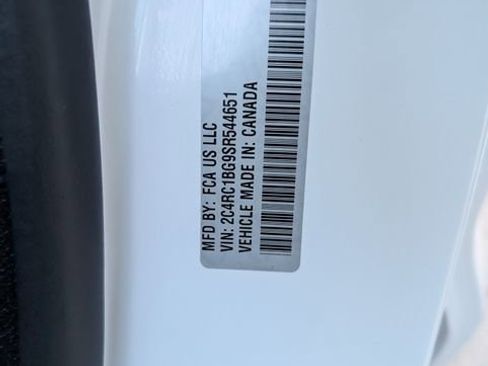 MFD BY: FCA US LLC
VIN: 2C4RC1BG9SR544651
VEHICLE MADE IN: CANADA